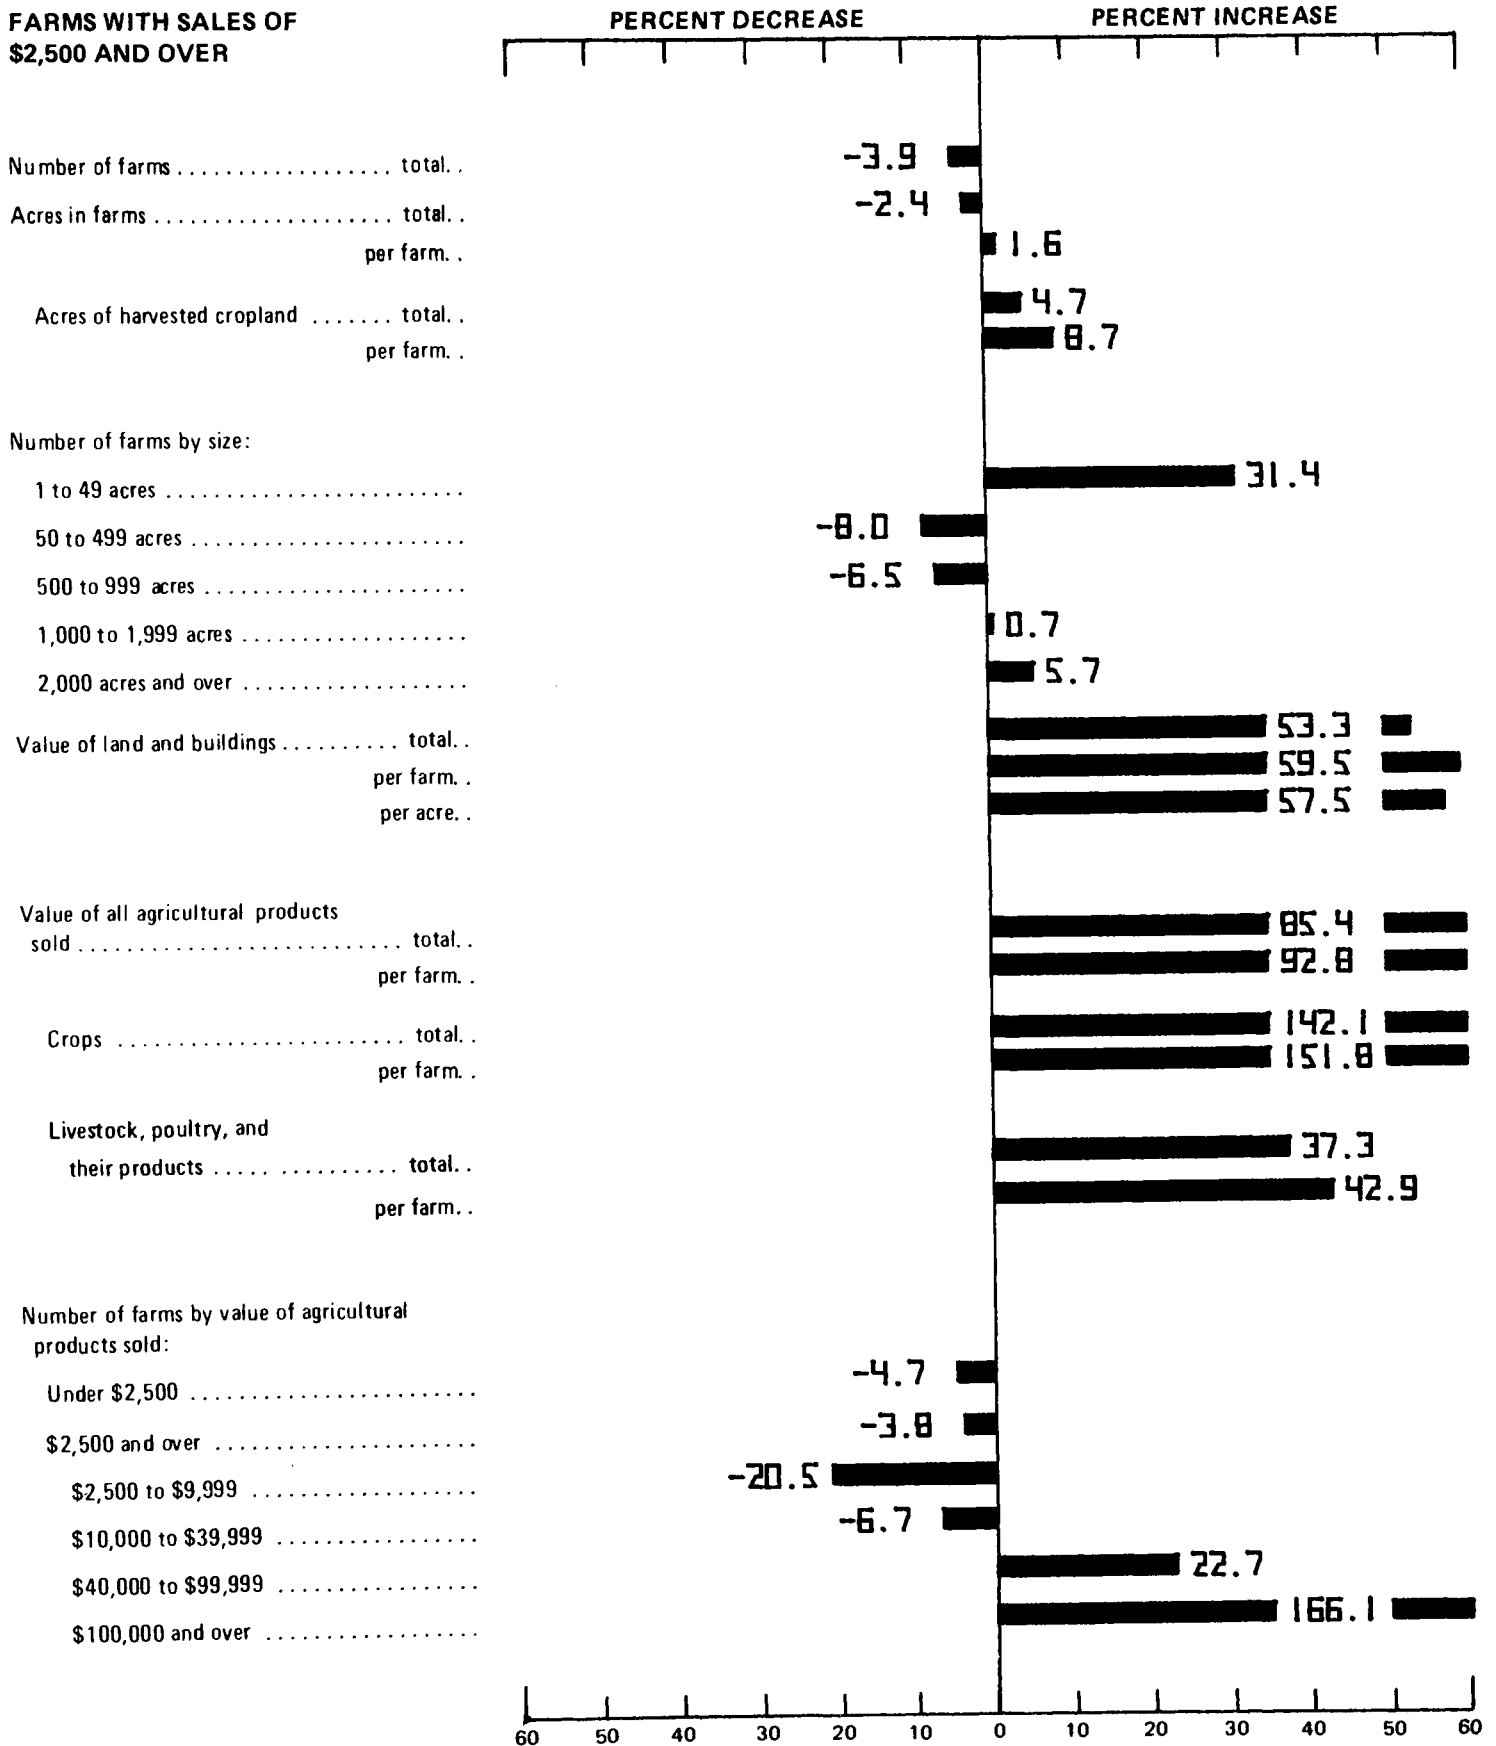 FARMS WITH SALES OF
$2,500 AND OVER
PERCENT DECREASE PERCENT INCREASE
Number of farms .................. total.. -3.9
Acres in farms ..................... total.. -2.4
per farm.. 1.6
Acres of harvested cropland ....... total.. 4.7
per farm.. 8.7
Number of farms by size:
1 to 49 acres ........................ 31.4
50 to 499 acres ...................... -8.0
500 to 999 acres ..................... -6.5
1,000 to 1,999 acres .................. 0.7
2,000 acres and over .................. 5.7
Value of land and buildings .......... total.. 53.3
per farm.. 59.5
per acre.. 57.5
Value of all agricultural products
sold .......................... total.. 85.4
per farm.. 92.8
Crops ....................... total.. 142.1
per farm.. 151.8
Livestock, poultry, and
their products ..... .......... total.. 37.3
per farm.. 42.9
Number of farms by value of agricultural
products sold:
Under $2,500 ....................... -4.7
$2,500 and over ..................... -3.8
$2,500 to $9,999 .................. -20.5
$10,000 to $39,999 ................ -6.7
$40,000 to $99,999 ................ 22.7
$100,000 and over ................. 166.1
60 50 40 30 20 10 0 10 20 30 40 50 60